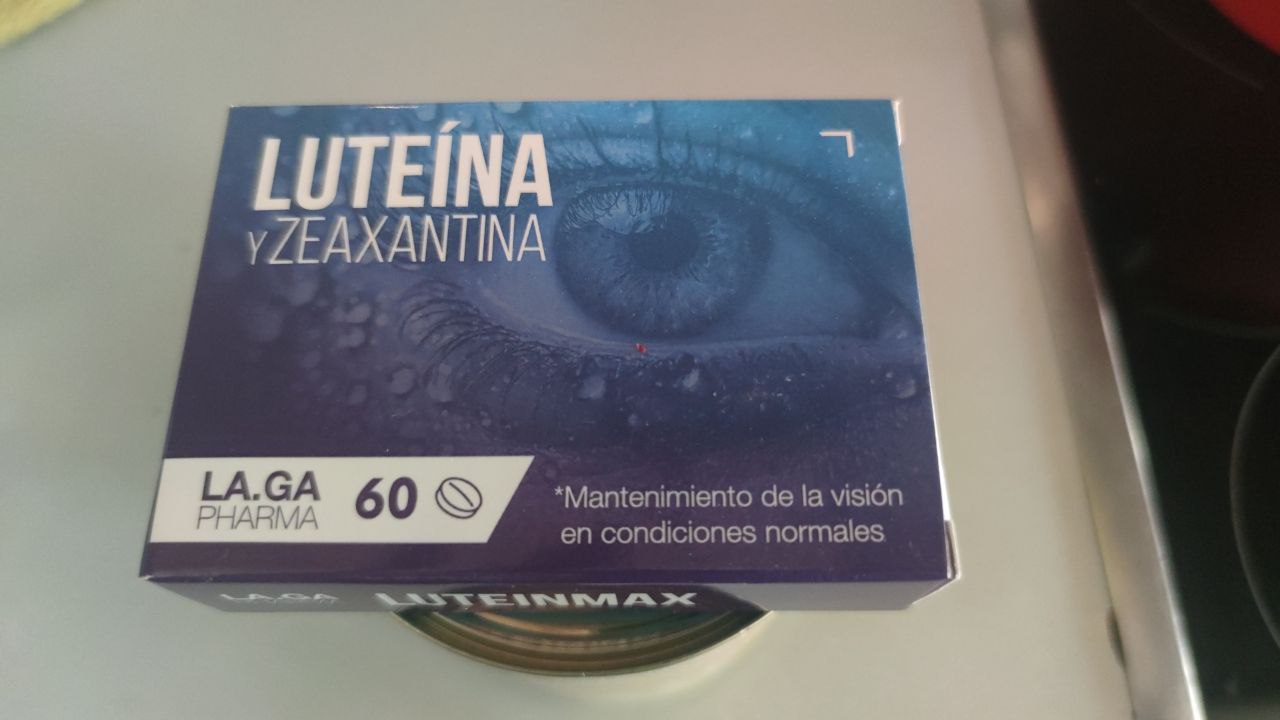 LUTEÍNA
Y ZEAXANTINA
LA.GA
PHARMA
60
*Mantenimiento de la visión
en condiciones normales
LA.GA
LUTEINMAX